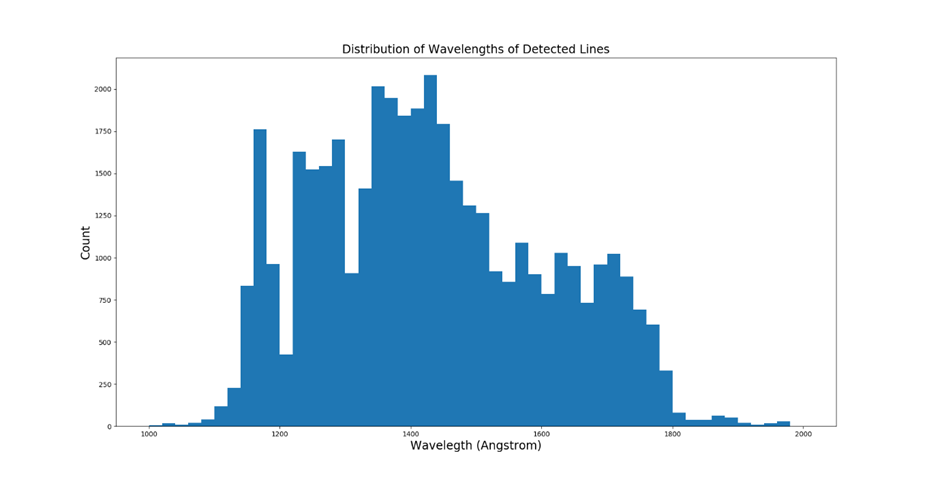 Distribution of Wavelengths of Detected Lines
Count
2000
1750
1500
1250
1000
750
500
250
0
1000 1200 1400 1600 1800 2000
Wavelegth (Angstrom)